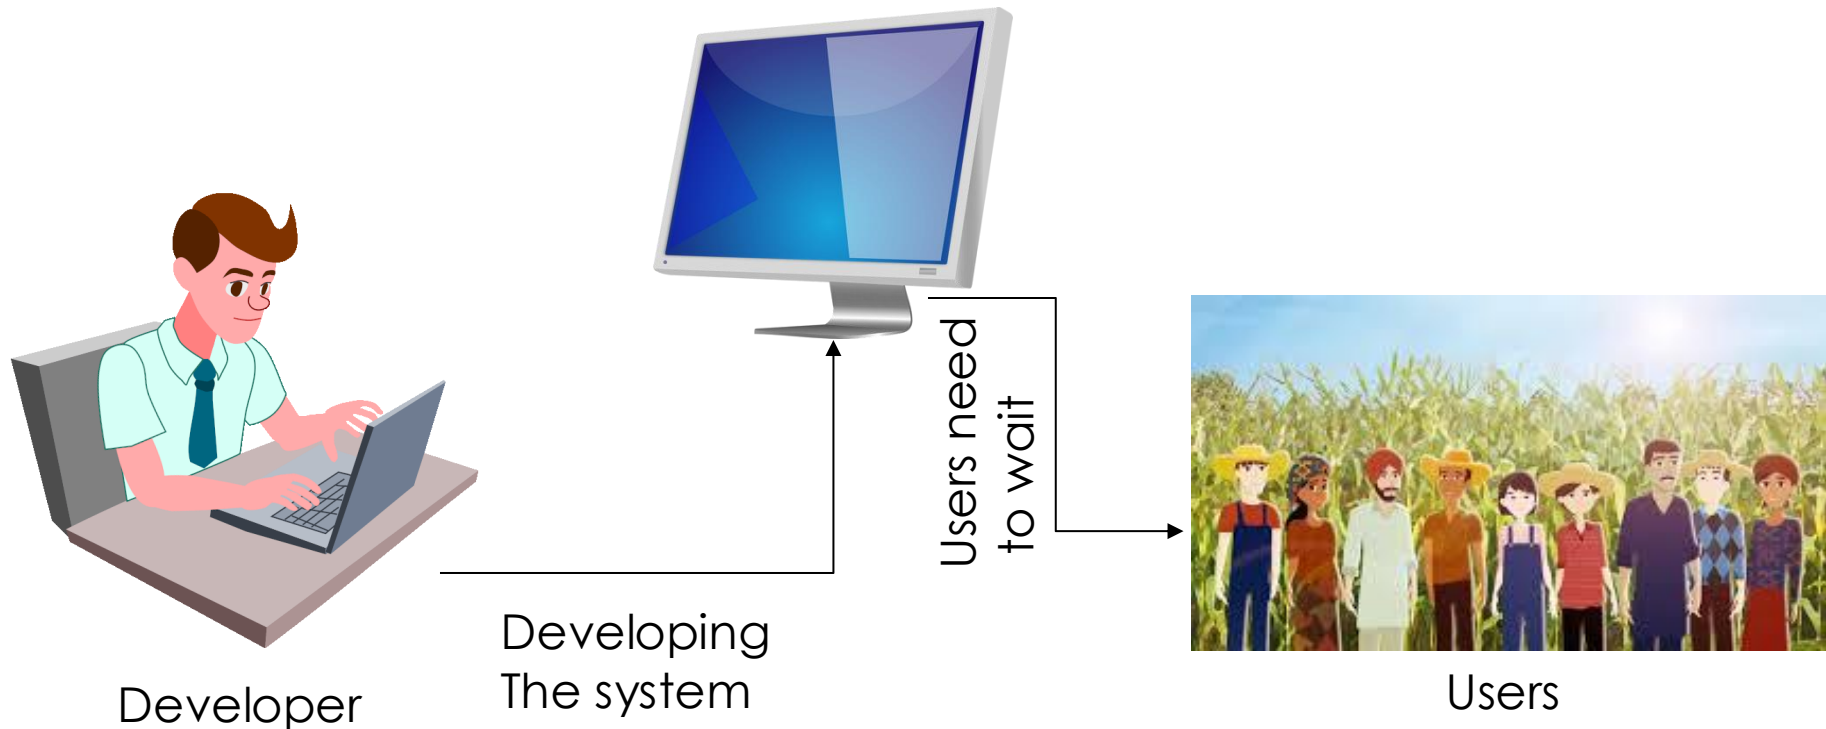 Developer
Developing
The system
Users need
to wait
Users